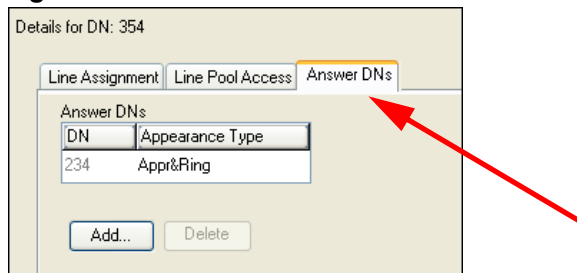 Details for DN: 354
Line Assignment Line Pool Access Answer DNs
Answer DNs
DN Appearance Type
234 Appr&Ring
Add... Delete